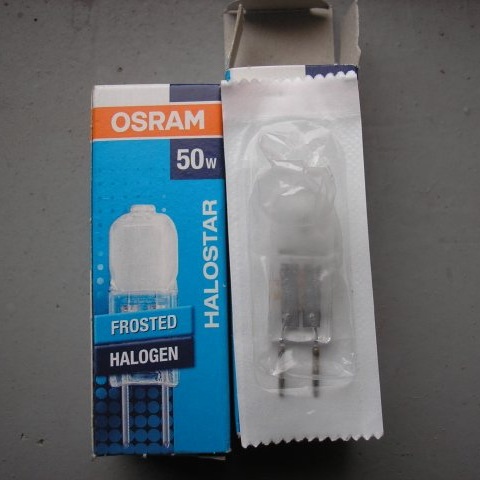 OSRAM
50W
HALOSTAR
FROSTED
HALOGEN